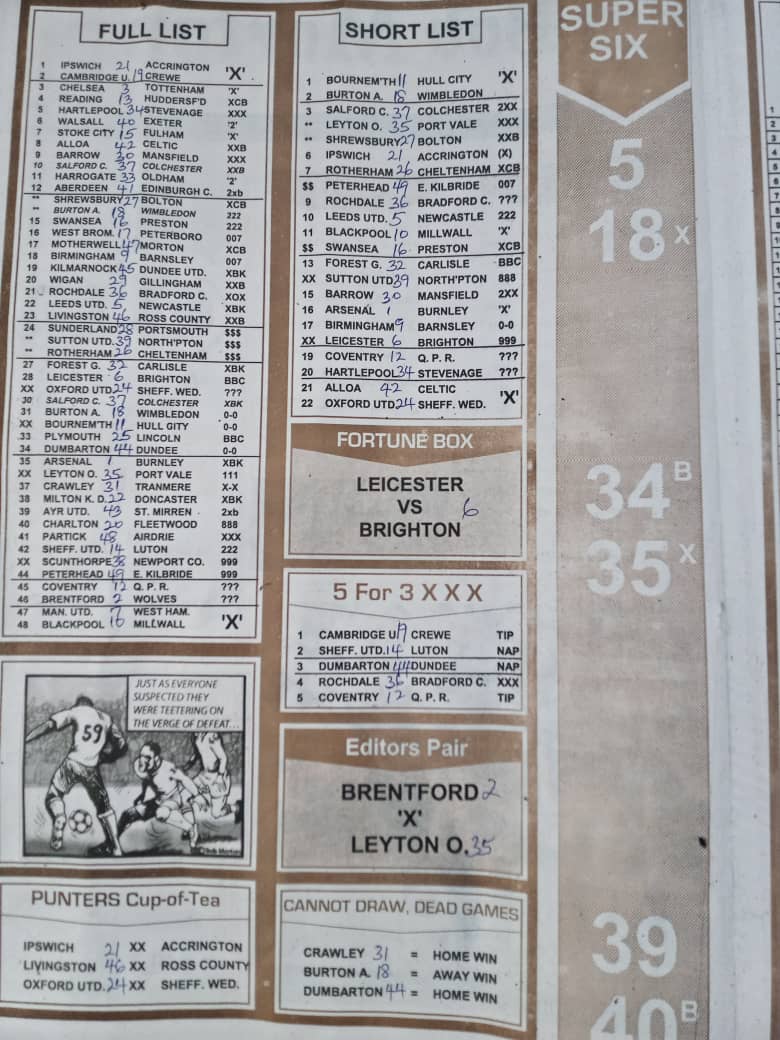 FULL LIST
1 IPSWICH 21 ACCRINGTON 'X'
2 CAMBRIDGE U. 19 CREWE
3 CHELSEA 3 TOTTENHAM 'X'
4 READING 13 HUDDERSF'D XCB
5 HARTLEPOOL 34 STEVENAGE XXX
6 WALSALL 40 EXETER '2'
7 STOKE CITY 15 FULHAM 'X'
8 ALLOA 42 CELTIC XXB
9 BARROW 30 MANSFIELD XXX
10 SALFORD C. 37 COLCHESTER XXB
11 HARROGATE 33 OLDHAM '2'
12 ABERDEEN 41 EDINBURGH C. 2xb
** SHREWSBURY 27 BOLTON XCB
** BURTON A. 18 WIMBLEDON 222
15 SWANSEA 16 PRESTON 222
16 WEST BROM. 17 PETERBORO 007
17 MOTHERWELL 47 MORTON XCB
18 BIRMINGHAM 9 BARNSLEY 007
19 KILMARNOCK 45 DUNDEE UTD. XBK
20 WIGAN 29 GILLINGHAM XXB
21 ROCHDALE 36 BRADFORD C. XOX
22 LEEDS UTD. 5 NEWCASTLE XBK
23 LIVINGSTON 46 ROSS COUNTY XXB
24 SUNDERLAND 28 PORTSMOUTH $$$
** SUTTON UTD. 39 NORTH'PTON $$$
** ROTHERHAM 26 CHELTENHAM $$$
27 FOREST G. 32 CARLISLE XBK
28 LEICESTER 6 BRIGHTON BBC
XX OXFORD UTD 24 SHEFF. WED. ???
30 SALFORD C. 37 COLCHESTER XBK
31 BURTON A. 18 WIMBLEDON 0-0
XX BOURNEM'TH 11 HULL CITY 0-0
33 PLYMOUTH 25 LINCOLN BBC
34 DUMBARTON 44 DUNDEE 0-0
35 ARSENAL 1 BURNLEY XBK
XX LEYTON O. 35 PORT VALE 111
37 CRAWLEY 31 TRANMERE X-X
38 MILTON K. D. 22 DONCASTER XBK
39 AYR UTD. 43 ST. MIRREN 2xb
40 CHARLTON 20 FLEETWOOD 888
41 PARTICK 48 AIRDRIE XXX
42 SHEFF. UTD. 14 LUTON 222
XX SCUNTHORPE 38 NEWPORT CO. 999
44 PETERHEAD 49 E. KILBRIDE 999
45 COVENTRY 12 Q. P. R. ???
46 BRENTFORD 2 WOLVES ???
47 MAN. UTD. 7 WEST HAM. 'X'
48 BLACKPOOL 10 MILLWALL
JUST AS EVERYONE
SUSPECTED THEY
WERE TEETERING ON
THE VERGE OF DEFEAT...
59
PUNTERS Cup-of-Tea
IPSWICH 21 XX ACCRINGTON
LIVINGSTON 46 XX ROSS COUNTY
OXFORD UTD. 24 XX SHEFF. WED.
SHORT LIST
1 BOURNEM'TH 11 HULL CITY 'X'
2 BURTON A. 18 WIMBLEDON
3 SALFORD C. 37 COLCHESTER 2XX
** LEYTON O. 35 PORT VALE XXX
** SHREWSBURY 27 BOLTON XXB
6 IPSWICH 21 ACCRINGTON (X)
7 ROTHERHAM 26 CHELTENHAM XCB
$$ PETERHEAD 49 E. KILBRIDE 007
9 ROCHDALE 36 BRADFORD C. ???
10 LEEDS UTD. 5 NEWCASTLE 222
11 BLACKPOOL 10 MILLWALL 'X'
$$ SWANSEA 16 PRESTON XCB
13 FOREST G. 32 CARLISLE BBC
XX SUTTON UTD 39 NORTH'PTON 888
15 BARROW 30 MANSFIELD 2XX
16 ARSENAL 1 BURNLEY 'X'
17 BIRMINGHAM 9 BARNSLEY 0-0
XX LEICESTER 6 BRIGHTON 999
19 COVENTRY 12 Q. P. R. ???
20 HARTLEPOOL 34 STEVENAGE ???
21 ALLOA 42 CELTIC 'X'
22 OXFORD UTD 24 SHEFF. WED.
FORTUNE BOX
LEICESTER
VS 6
BRIGHTON
5 For 3 X X X
1 CAMBRIDGE U 19 CREWE TIP
2 SHEFF. UTD. 14 LUTON NAP
3 DUMBARTON 44 DUNDEE NAP
4 ROCHDALE 36 BRADFORD C. XXX
5 COVENTRY 12 Q. P. R. TIP
Editors Pair
BRENTFORD 2
'X'
LEYTON O. 35
CANNOT DRAW, DEAD GAMES
CRAWLEY 31 = HOME WIN
BURTON A. 18 = AWAY WIN
DUMBARTON 44 = HOME WIN
SUPER
SIX
5
18 X
34 B
35 X
39
40 B